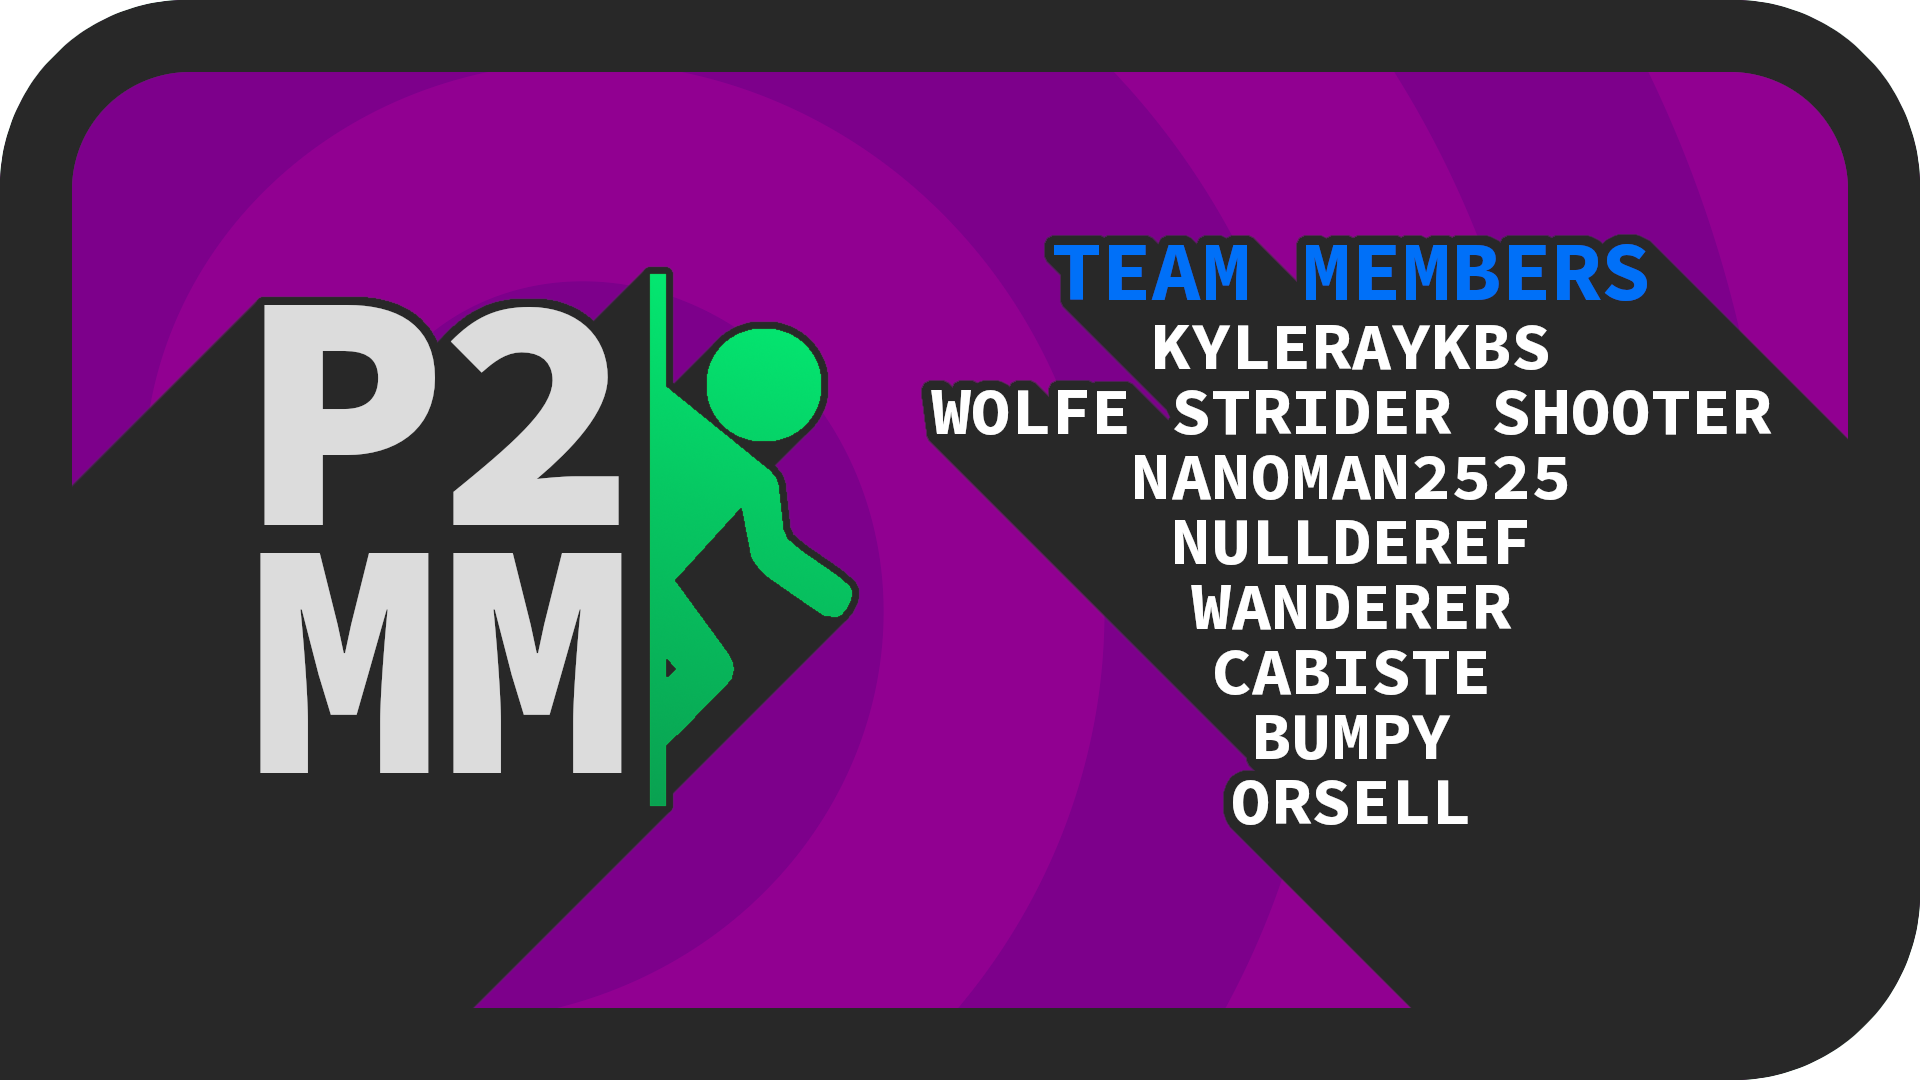 P2
MM
TEAM MEMBERS
KYLERAYKBS
WOLFE STRIDER SHOOTER
NANOMAN2525
NULLDEREF
WANDERER
CABISTE
BUMPY
ORSELL